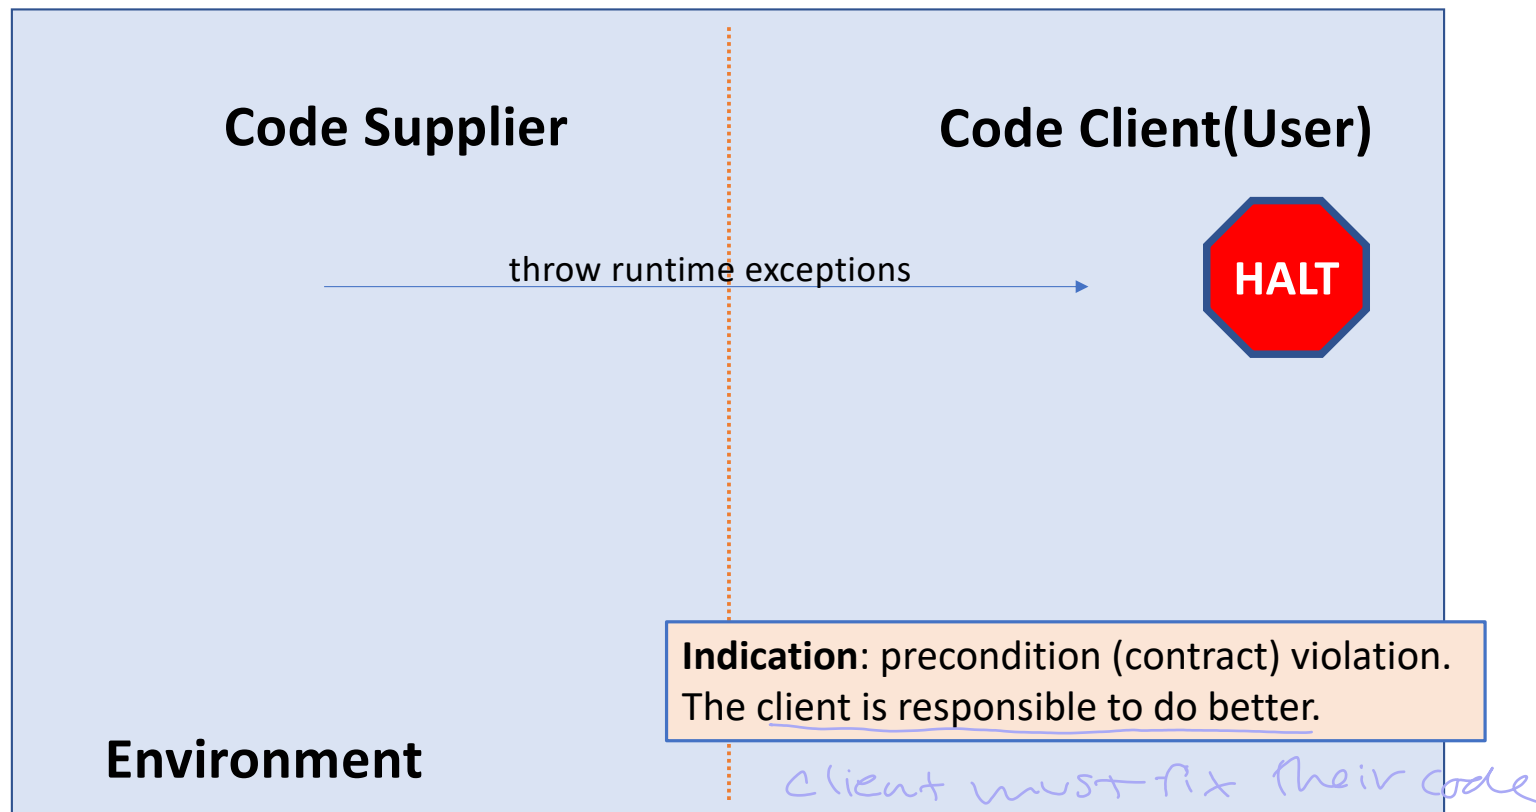 Code Supplier
Code Client(User)
throw runtime exceptions
HALT
Indication: precondition (contract) violation.
The client is responsible to do better.
Environment
client must fix their code